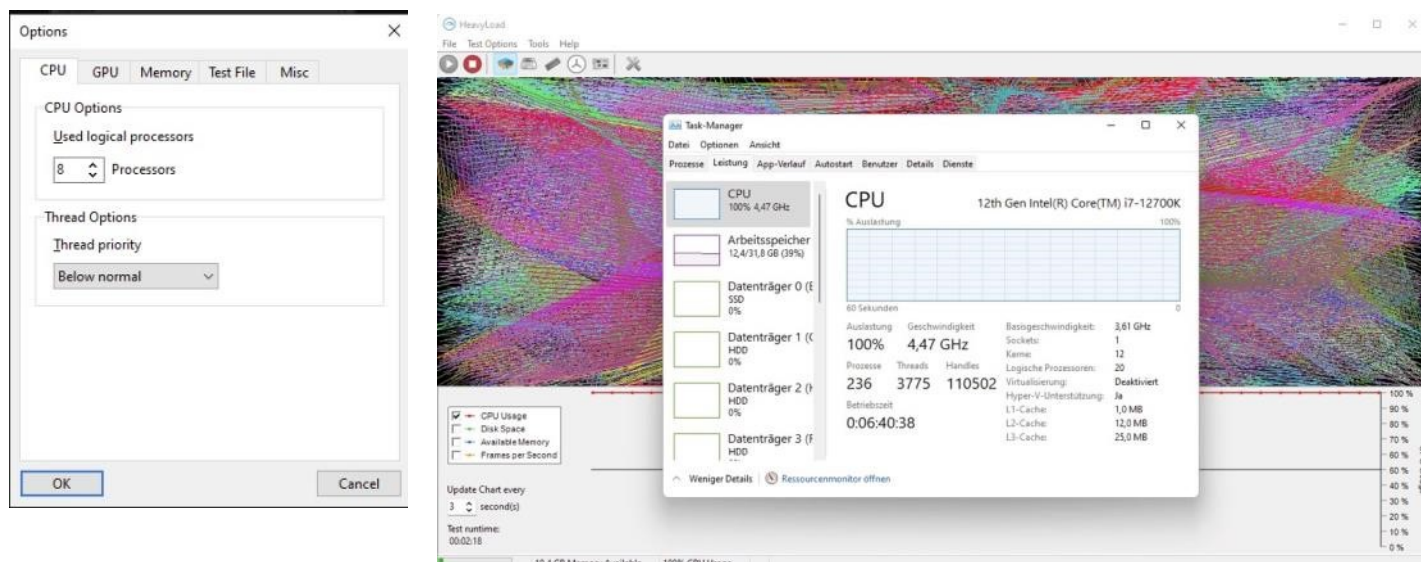 Options
CPU GPU Memory Test File Misc
CPU Options
Used logical processors
8 Processors
Thread Options
Thread priority
Below normal
OK Cancel
HeavyLoad
File Test Options Tools Help
Task-Manager
Datei Optionen Ansicht
Prozesse Leistung App-Verlauf Autostart Benutzer Details Dienste
CPU
100% 4,47 GHz
Arbeitsspeicher
12,4/31,8 GB (39%)
Datenträger 0 (
SSD
0%
Datenträger 1 (
HDD
0%
Datenträger 2 (
HDD
0%
Datenträger 3 (
HDD
CPU 12th Gen Intel(R) Core(TM) i7-12700K
% Auslastung 100%
60 Sekunden 0
Auslastung Geschwindigkeit
100% 4,47 GHz
Prozesse Threads Handles
236 3775 110502
Betriebszeit
0:06:40:38
Basisgeschwindigkeit: 3,61 GHz
Sockets: 1
Kerne: 12
Logische Prozessoren: 20
Virtualisierung: Deaktiviert
Hyper-V-Unterstützung: Ja
L1-Cache: 1,0 MB
L2-Cache: 12,0 MB
L3-Cache: 25,0 MB
Weniger Details Ressourcenmonitor öffnen
CPU Usage
Disk Space
Available Memory
Frames per Second
Update Chart every
3 second(s)
Test runtime:
00:02:18
100 %
90 %
80 %
70 %
60 %
50 %
40 %
30 %
20 %
10 %
0 %